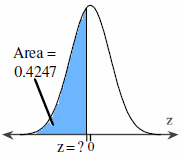 Area =
0.4247
z
z = ? 0